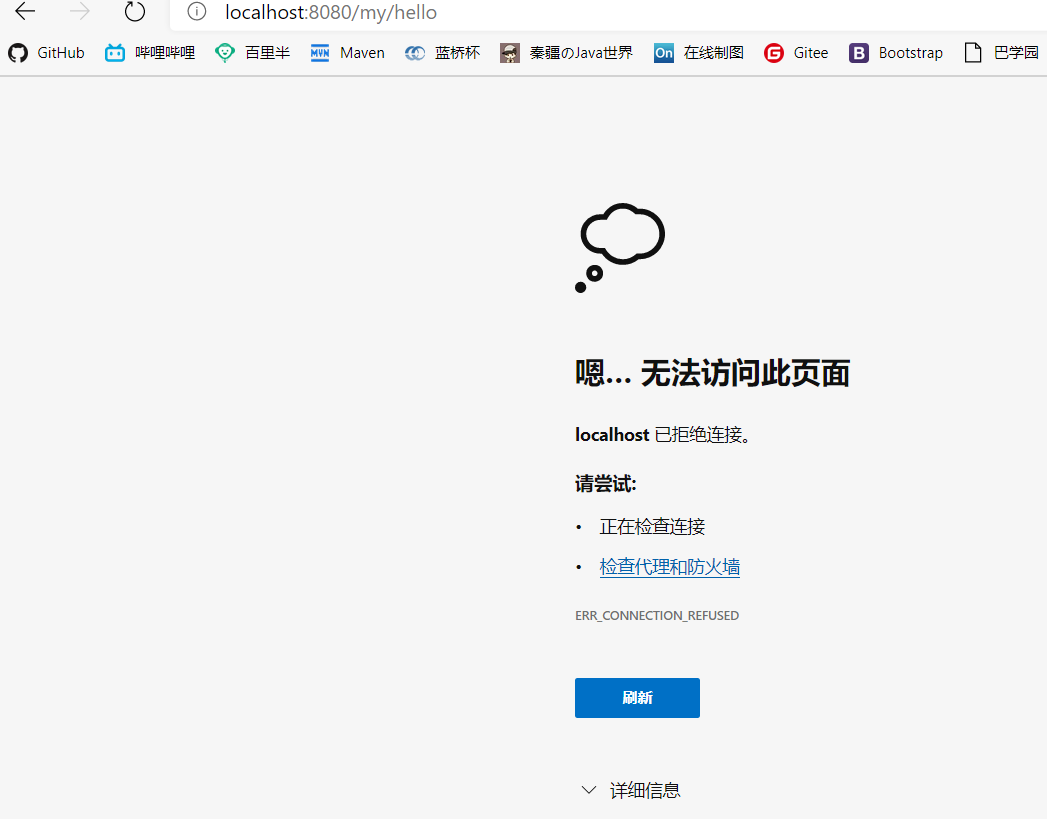 localhost:8080/my/hello
GitHub 哔哩哔哩 百里半 MVN Maven 蓝桥杯 秦疆のJava世界 On 在线制图 G Gitee B Bootstrap 巴学园
嗯... 无法访问此页面
localhost 已拒绝连接。
请尝试:
• 正在检查连接
• 检查代理和防火墙
ERR_CONNECTION_REFUSED
刷新
详细信息